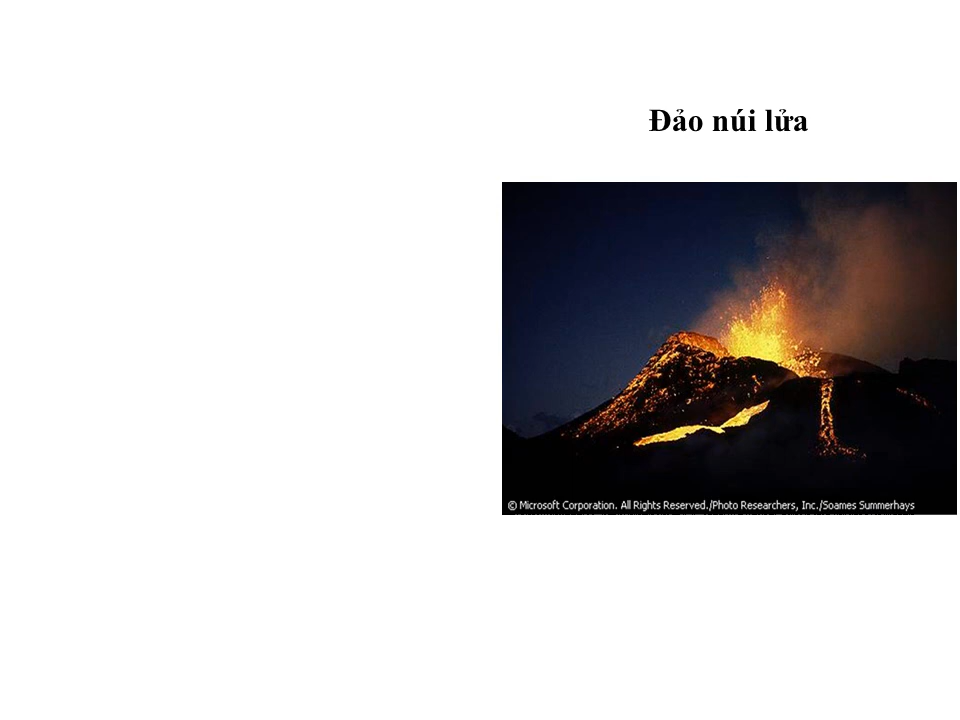 Đảo núi lửa
© Microsoft Corporation. All Rights Reserved./Photo Researchers, Inc./Soames Summerhays